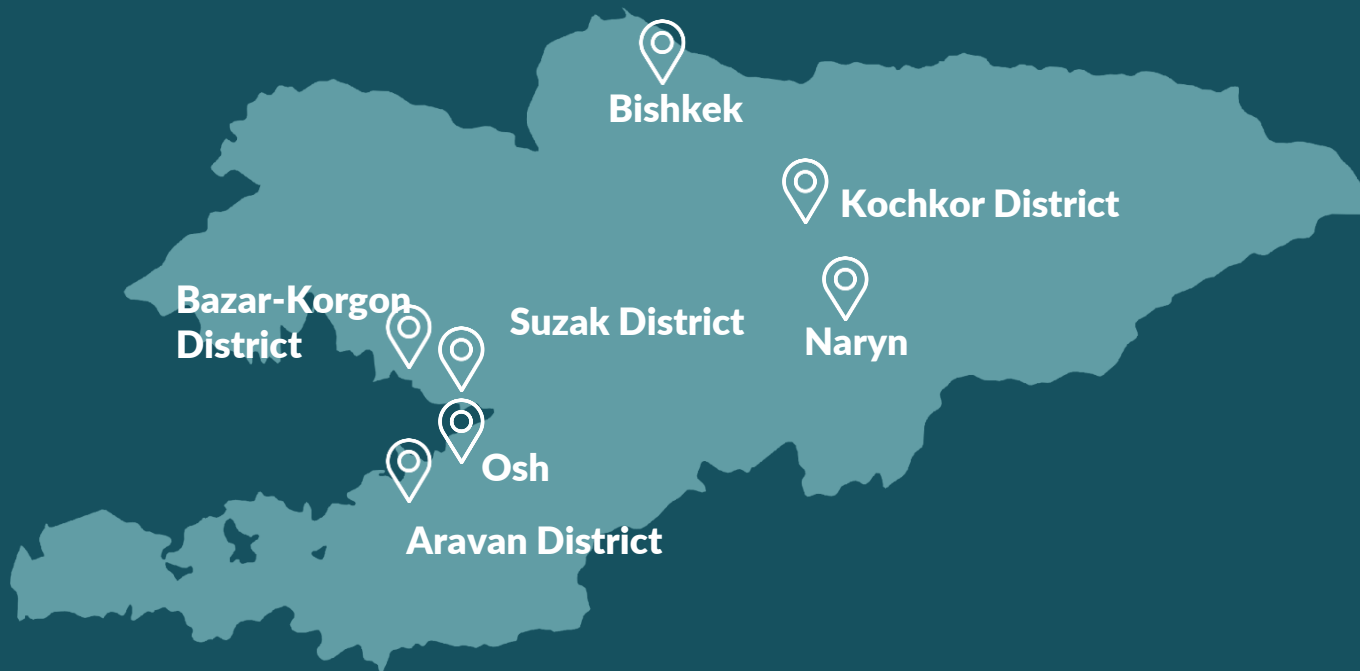 Bishkek
Kochkor District
Bazar-Korgon
District
Suzak District
Naryn
Osh
Aravan District